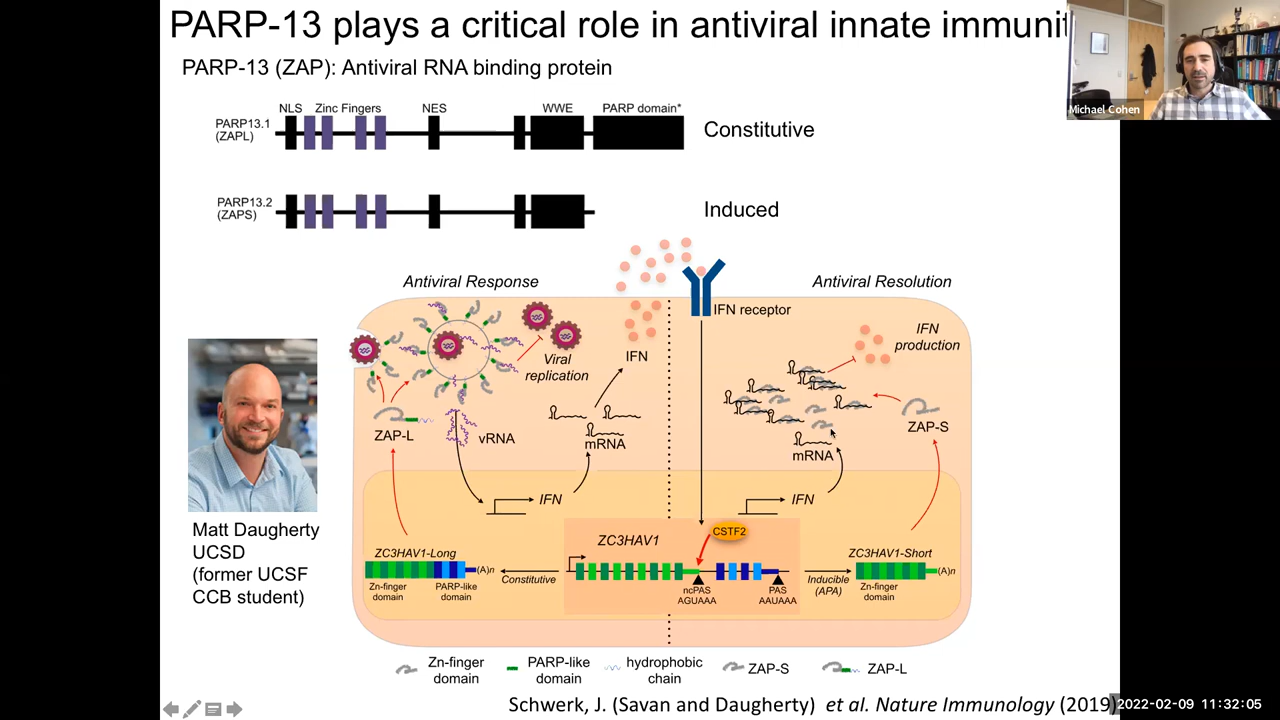 PARP-13 plays a critical role in antiviral innate immunit
Michael Cohen
PARP-13 (ZAP): Antiviral RNA binding protein
NLS Zinc Fingers NES WWE PARP domain*
PARP13.1
(ZAPL)
Constitutive
PARP13.2
(ZAPS)
Induced
Antiviral Response
Antiviral Resolution
IFN receptor
IFN
production
IFN
Viral
replication
ZAP-L
vRNA
mRNA
ZAP-S
mRNA
IFN
IFN
Matt Daugherty
UCSD
(former UCSF
CCB student)
CSTF2
ZC3HAV1
ZC3HAV1-Long
(A)n
Zn-finger
domain
PARP-like
domain
Constitutive
ncPAS
AGUAAA
PAS
AAUAAA
Inducible
(APA)
ZC3HAV1-Short
(A)n
Zn-finger
domain
Zn-finger
domain
PARP-like
domain
hydrophobic
chain
ZAP-S
ZAP-L
Schwerk, J. (Savan and Daugherty) et al. Nature Immunology (2019)
2022-02-09 11:32:05